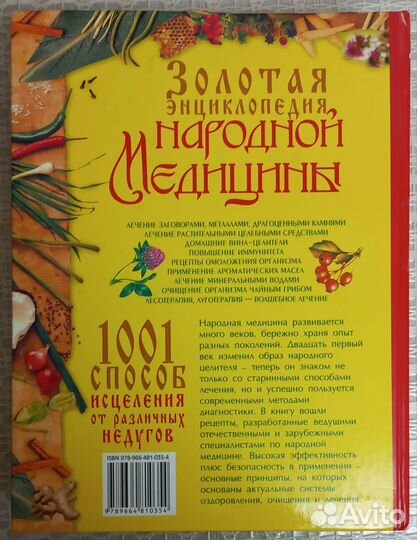 ЗОЛОТАЯ
ЭНЦИКЛОПЕДИЯ
НАРОДНОЙ
МЕДИЦИНЫ
ЛЕЧЕНИЕ ЗАГОВОРАМИ, МЕТАЛЛАМИ, ДРАГОЦЕННЫМИ КАМНЯМИ
ЛЕЧЕНИЕ РАСТИТЕЛЬНЫМИ ЦЕЛЕБНЫМИ СРЕДСТВАМИ
ДОМАШНИЕ ВИНА-ЦЕЛИТЕЛИ
ПОВЫШЕНИЕ ИММУНИТЕТА
РЕЦЕПТЫ ОМОЛОЖЕНИЯ ОРГАНИЗМА
ПРИМЕНЕНИЕ АРОМАТИЧЕСКИХ МАСЕЛ
ЛЕЧЕНИЕ МИНЕРАЛЬНЫМИ ВОДАМИ
ОЧИЩЕНИЕ ОРГАНИЗМА ЧАЙНЫМ ГРИБОМ
ЛЕСОТЕРАПИЯ, ЛУГОТЕРАПИЯ — ВОЛШЕБНОЕ ЛЕЧЕНИЕ
1001
СПОСОБ
ИСЦЕЛЕНИЯ
ОТ РАЗЛИЧНЫХ
НЕДУГОВ
Народная медицина развивается
много веков, бережно храня опыт
разных поколений. Двадцать первый
век изменил образ народного
целителя - теперь он знаком не
только со старинными способами
лечения, но и успешно пользуется
современными методами
диагностики. В книгу вошли
рецепты, разработанные ведущими
отечественными и зарубежными
специалистами по народной
медицине. Высокая эффективность
плюс безопасность в применении -
основные принципы, на которых
основаны актуальные системы
оздоровления, очищения и лечения.
ISBN 978-966-481-035-4
9789664810354
Avito